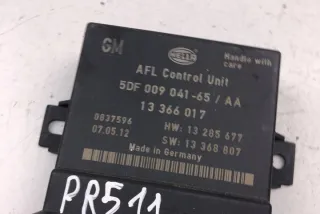 GM
HELLA
Handle with
care
AFL Control Unit
5DF 009 041-65 / AA
13 366 017
0037596
07.05.12
HW: 13 285 677
SW: 13 368 807
Made in Germany
PR511